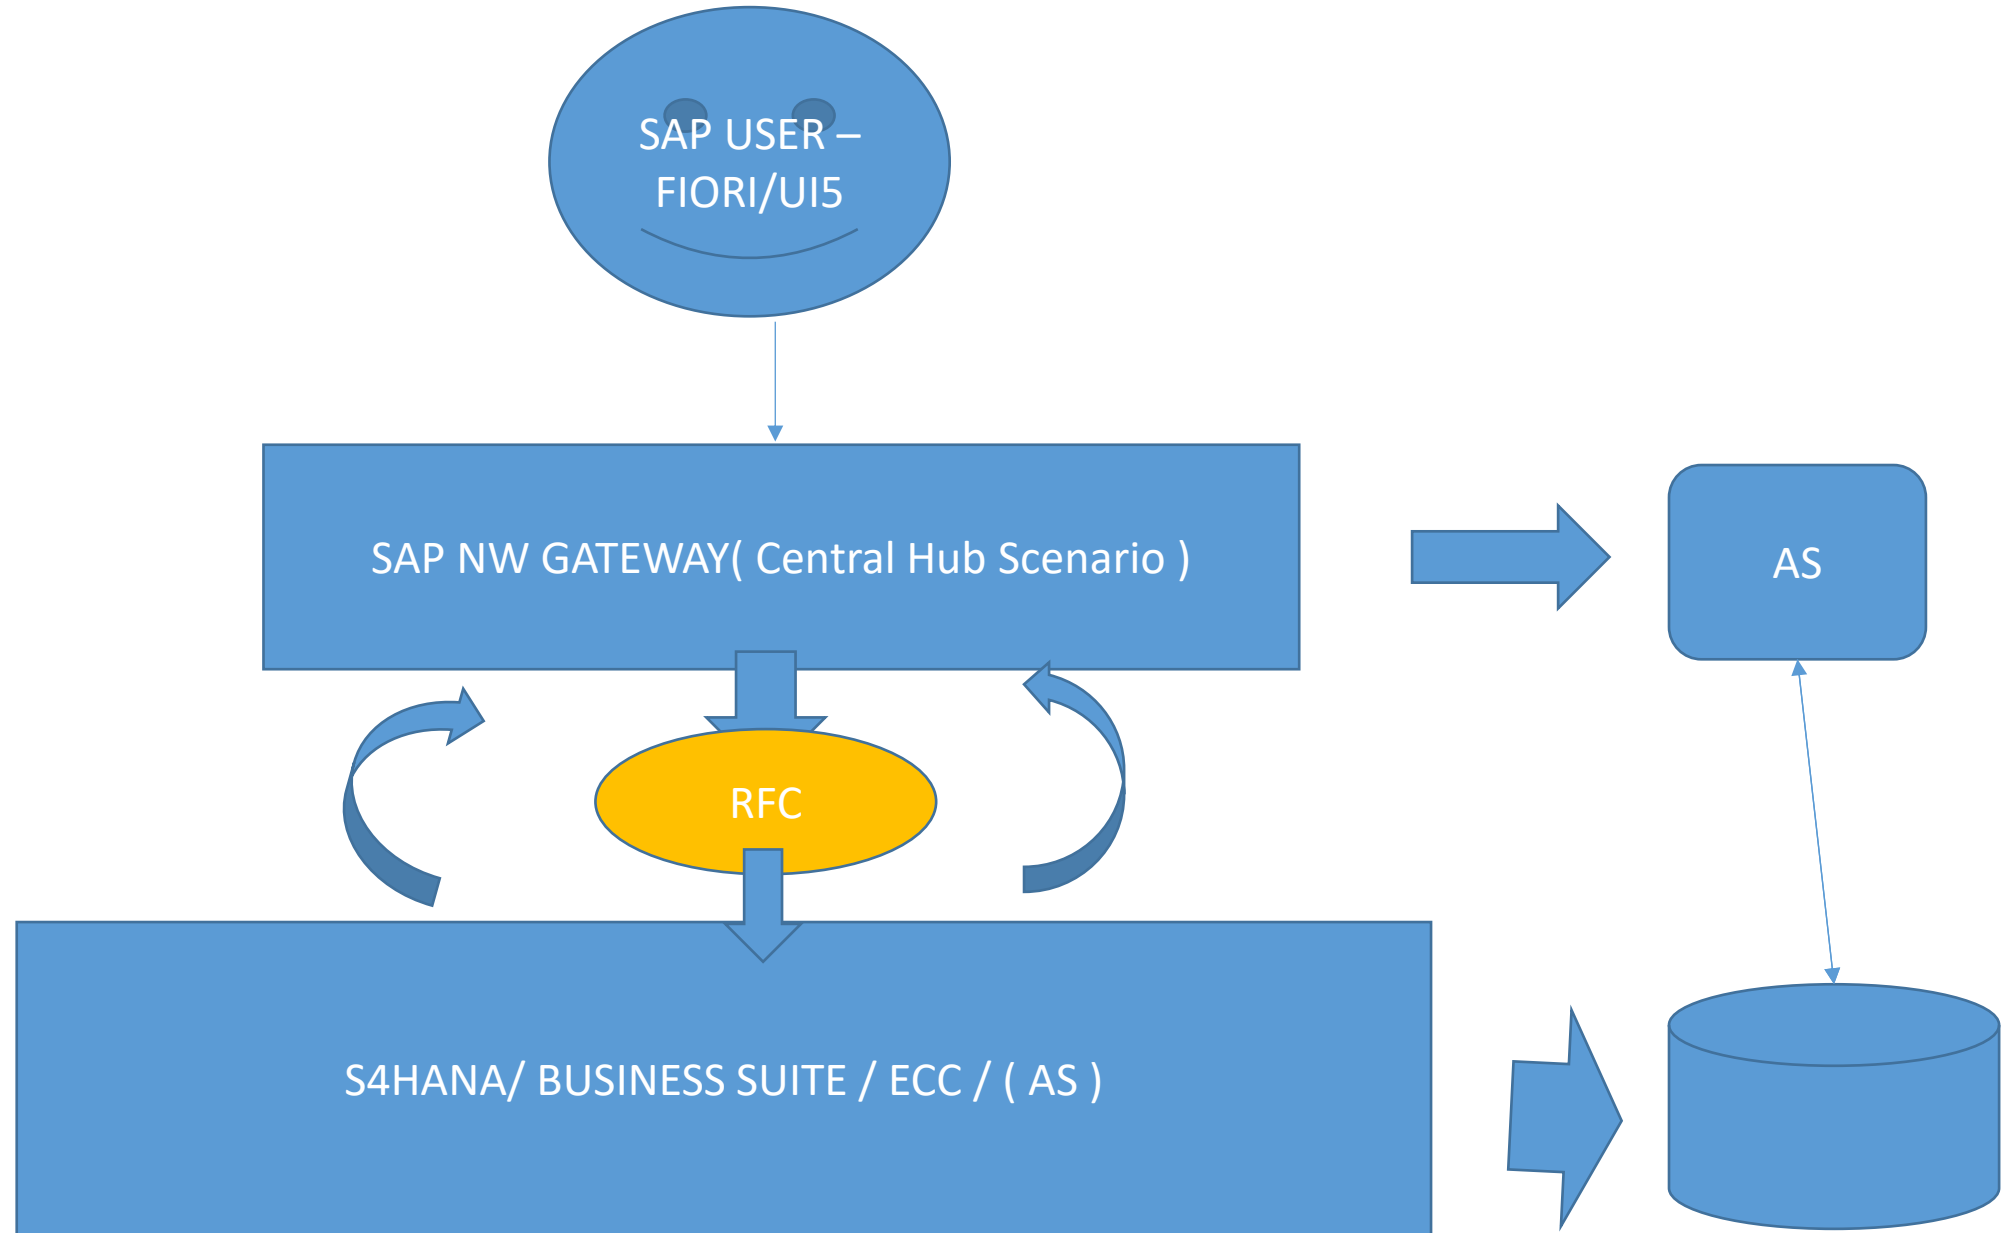 SAP USER –
FIORI/UI5
SAP NW GATEWAY( Central Hub Scenario )
AS
RFC
S4HANA/ BUSINESS SUITE / ECC / ( AS )